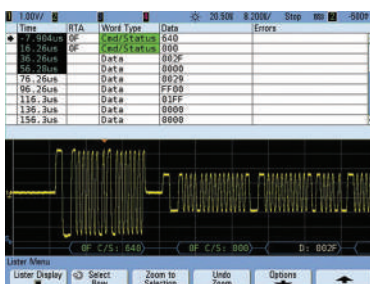 1.00V/ 20.50% 8.200%/ Stop -500%
Time RTA Word Type Data Errors
-7.904us 0F Cmd/Status 640
16.26us 0F Cmd/Status 000
36.26us Data 002F
56.26us Data 0000
76.26us Data 0029
96.26us Data FF00
116.3us Data 01FF
136.3us Data 0000
156.3us Data 0000
0F C/S: 640 0F C/S: 000 D: 002F
Lister Menu
Lister Display Select Row Zoom to Selection Undo Zoom Options